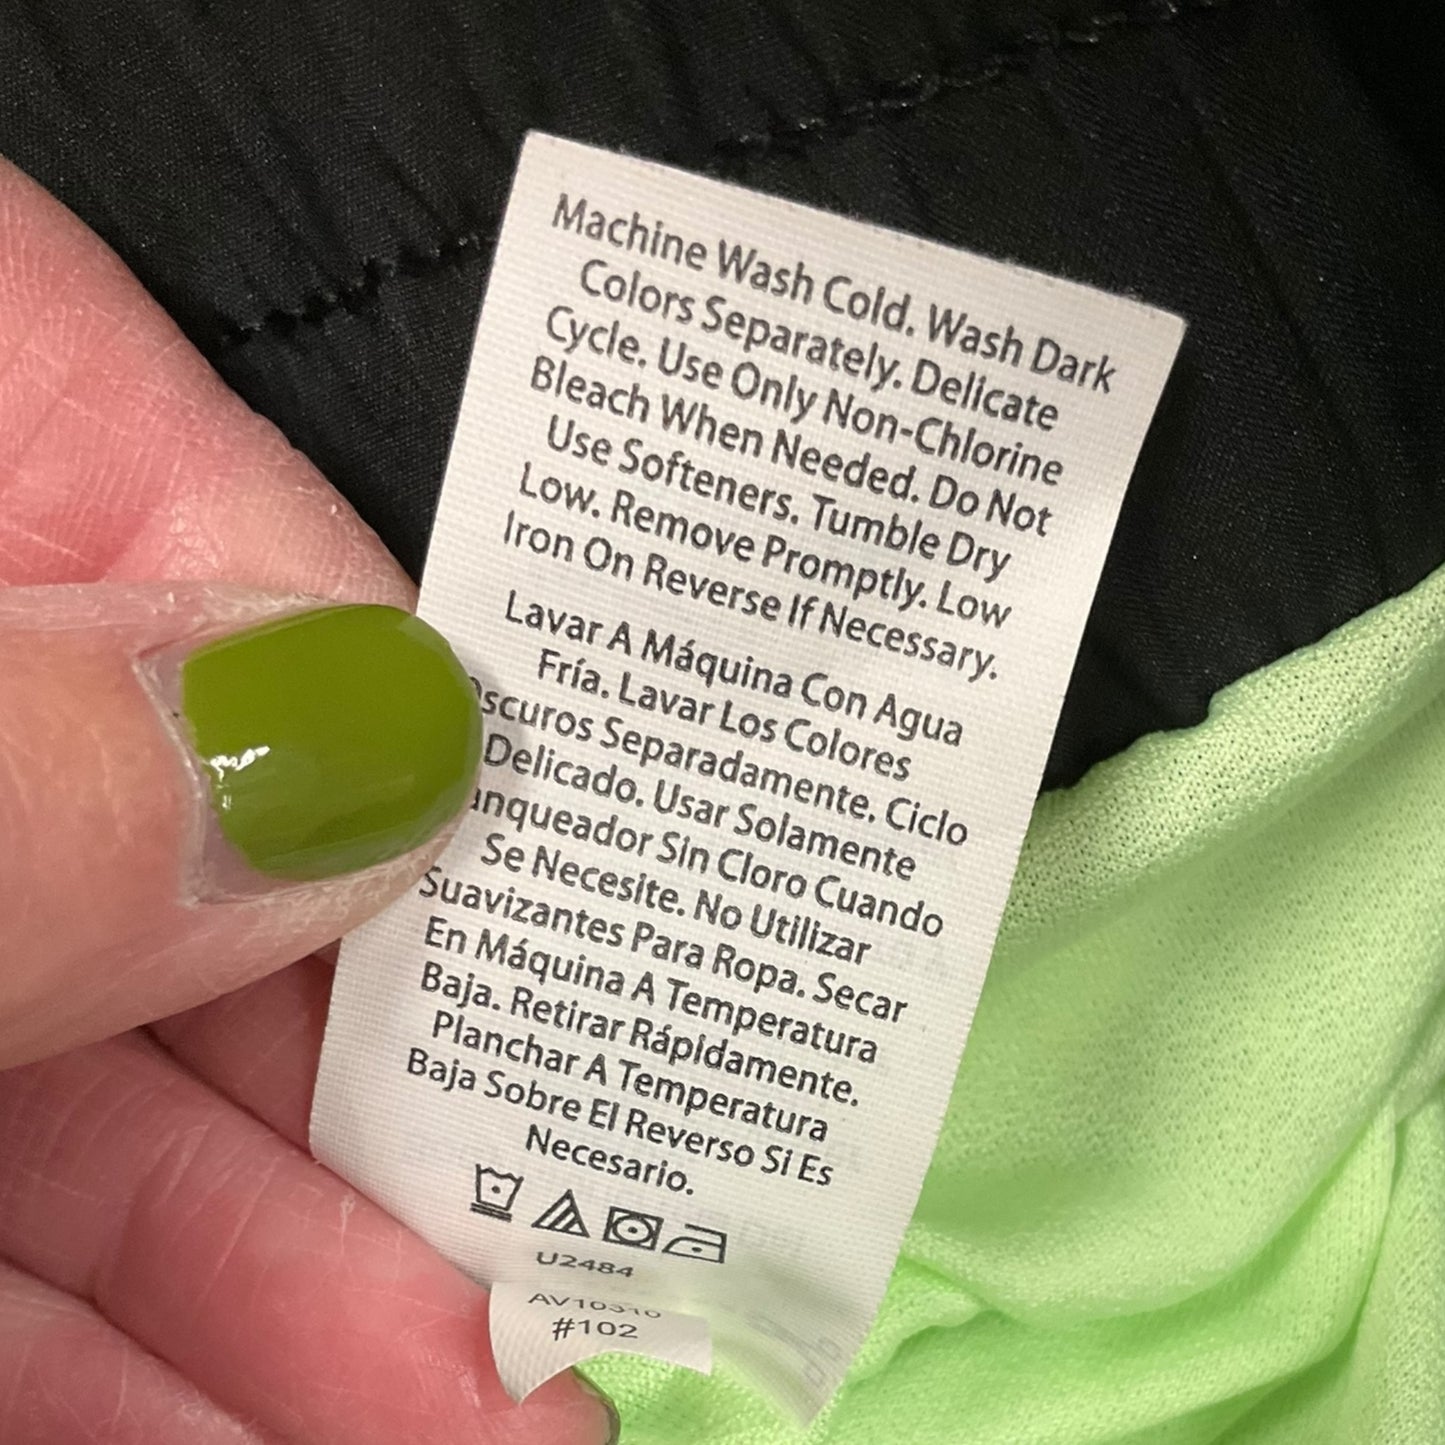 Machine Wash Cold. Wash Dark
Colors Separately. Delicate
Cycle. Use Only Non-Chlorine
Bleach When Needed. Do Not
Use Softeners. Tumble Dry
Low. Remove Promptly. Low
Iron On Reverse If Necessary.
Lavar A Máquina Con Agua
Fría. Lavar Los Colores
Oscuros Separadamente. Ciclo
Delicado. Usar Solamente
anqueador Sin Cloro Cuando
Se Necesite. No Utilizar
Suavizantes Para Ropa. Secar
En Máquina A Temperatura
Baja. Retirar Rápidamente.
Planchar A Temperatura
Baja Sobre El Reverso Si Es
Necesario.
U2484
AV10310
#102